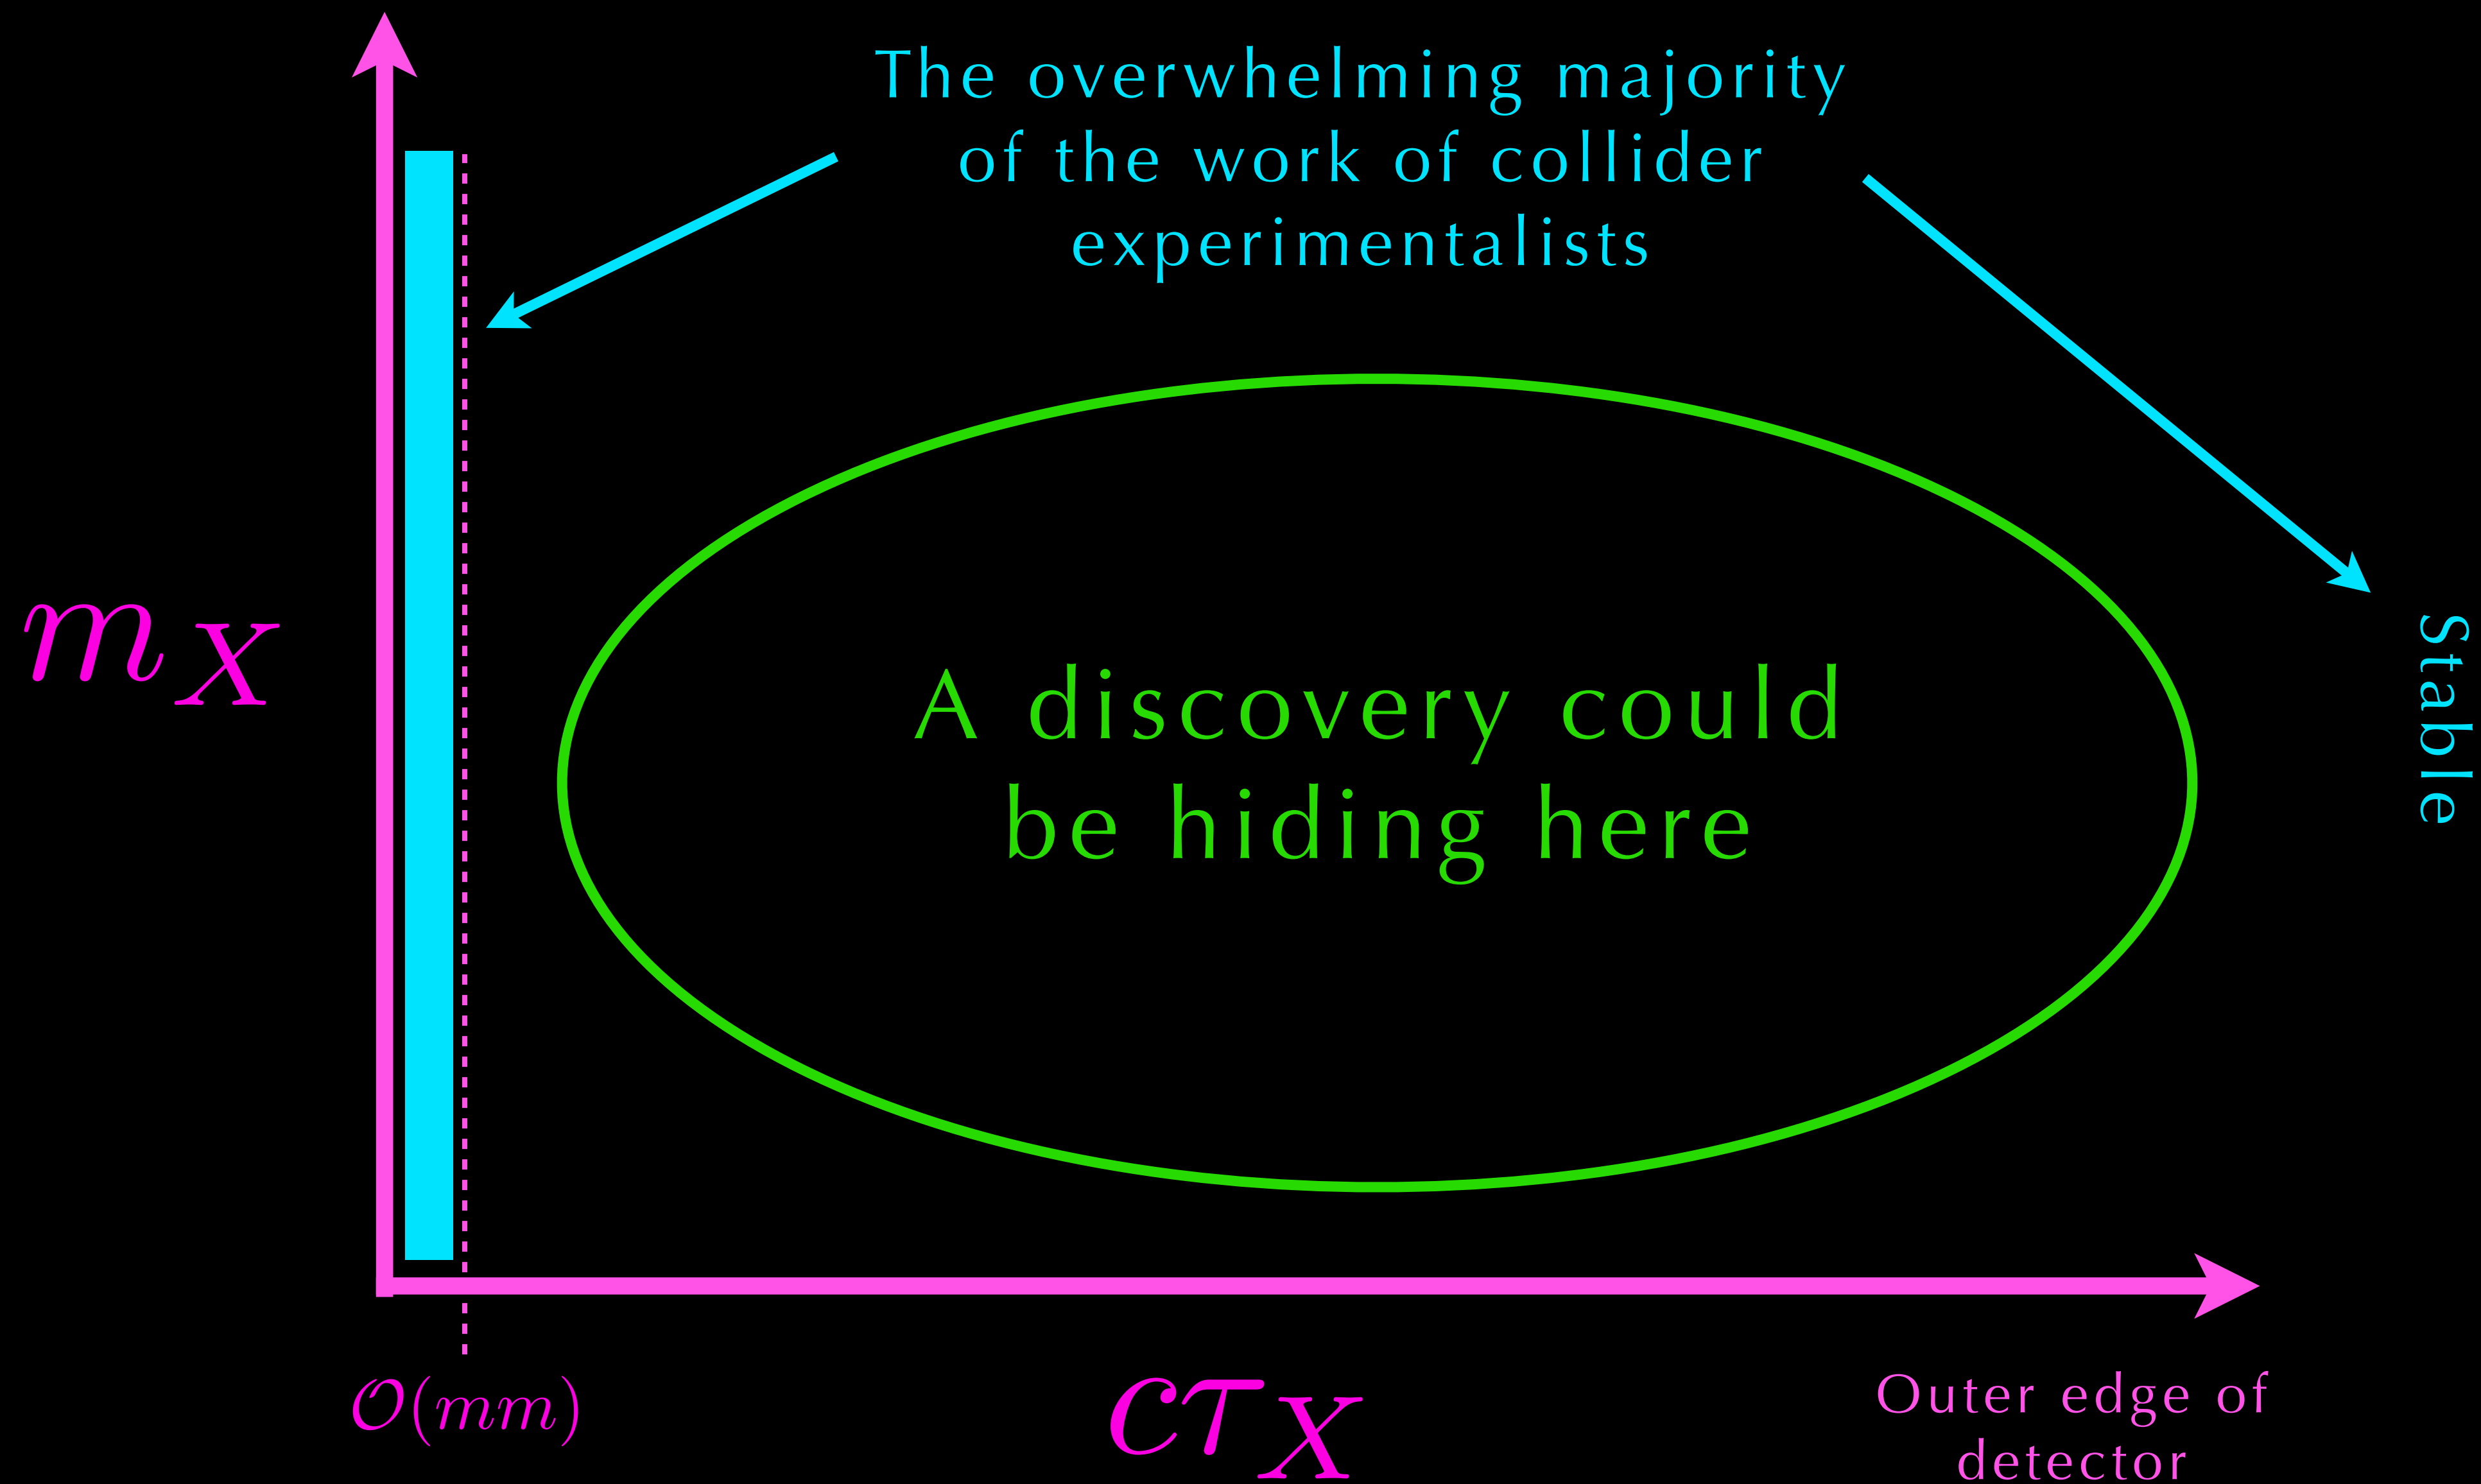 The overwhelming majority
of the work of collider
experimentalists
m_X
A discovery could
be hiding here
Stable
𝒪(mm)
cτ_X
Outer edge of
detector